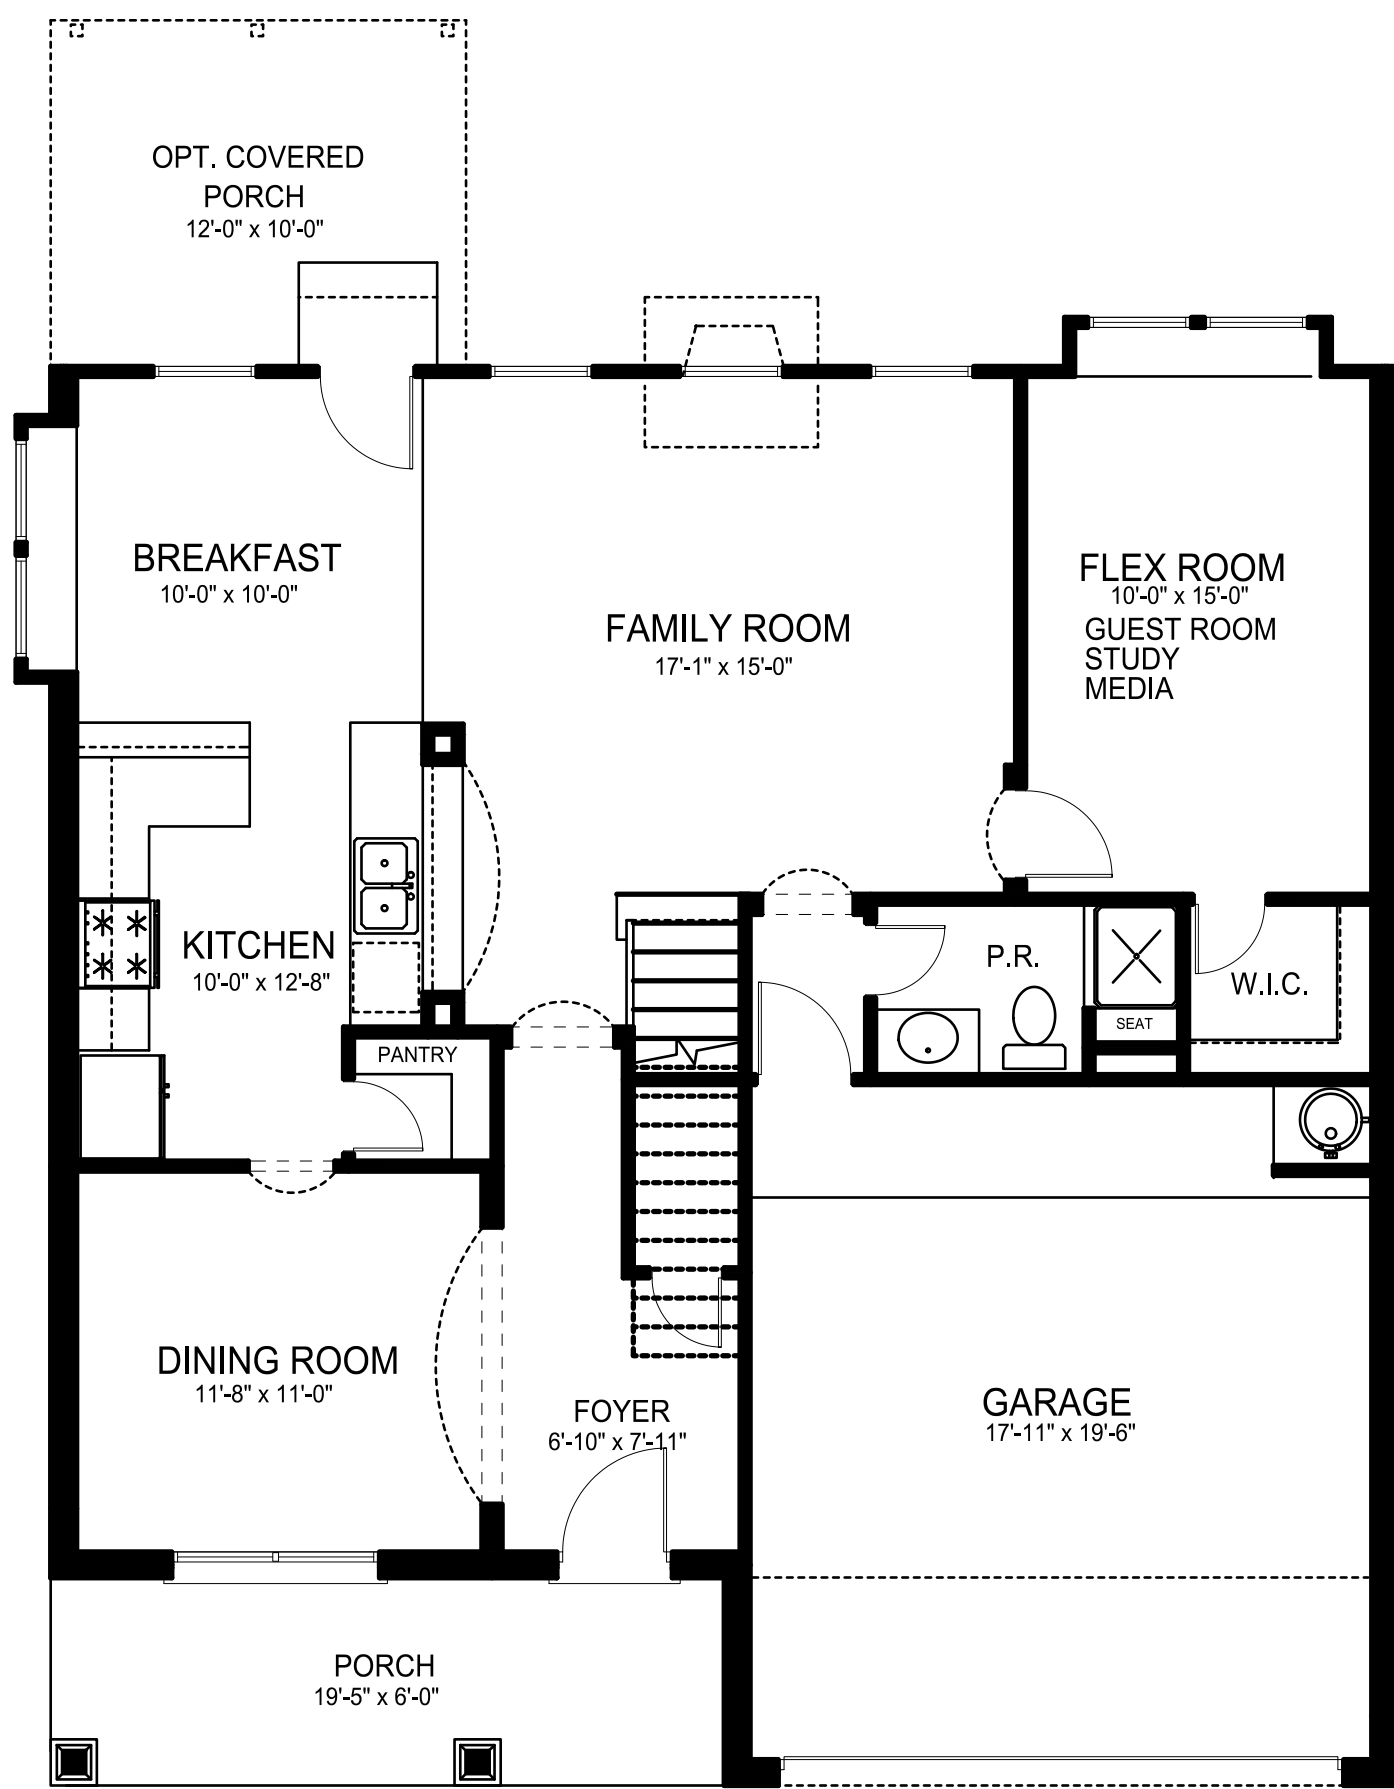 OPT. COVERED
PORCH
12'-0" x 10'-0"
BREAKFAST
10'-0" x 10'-0"
FAMILY ROOM
17'-1" x 15'-0"
FLEX ROOM
10'-0" x 15'-0"
GUEST ROOM
STUDY
MEDIA
KITCHEN
10'-0" x 12'-8"
P.R.
W.I.C.
SEAT
PANTRY
DINING ROOM
11'-8" x 11'-0"
FOYER
6'-10" x 7'-11"
GARAGE
17'-11" x 19'-6"
PORCH
19'-5" x 6'-0"